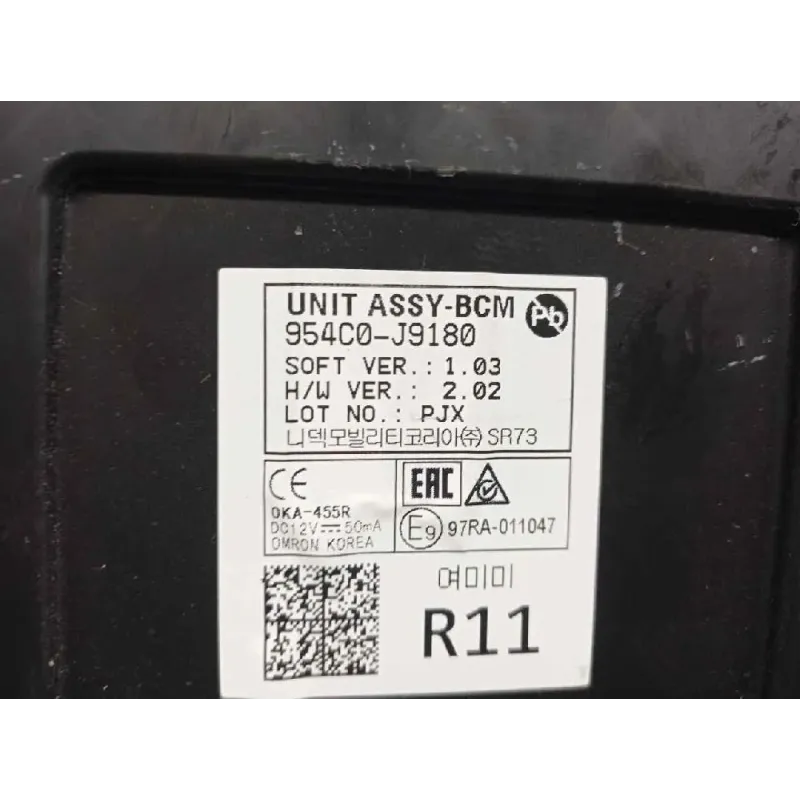 UNIT ASSY-BCM
Pb
954C0-J9180
SOFT VER.: 1.03
H/W VER.: 2.02
LOT NO.: PJX
니덱모빌리티코리아㈜ SR73
CE
OKA-455R
DC12V 50mA
OMRON KOREA
EAC
E9 97RA-011047
여미미
R11